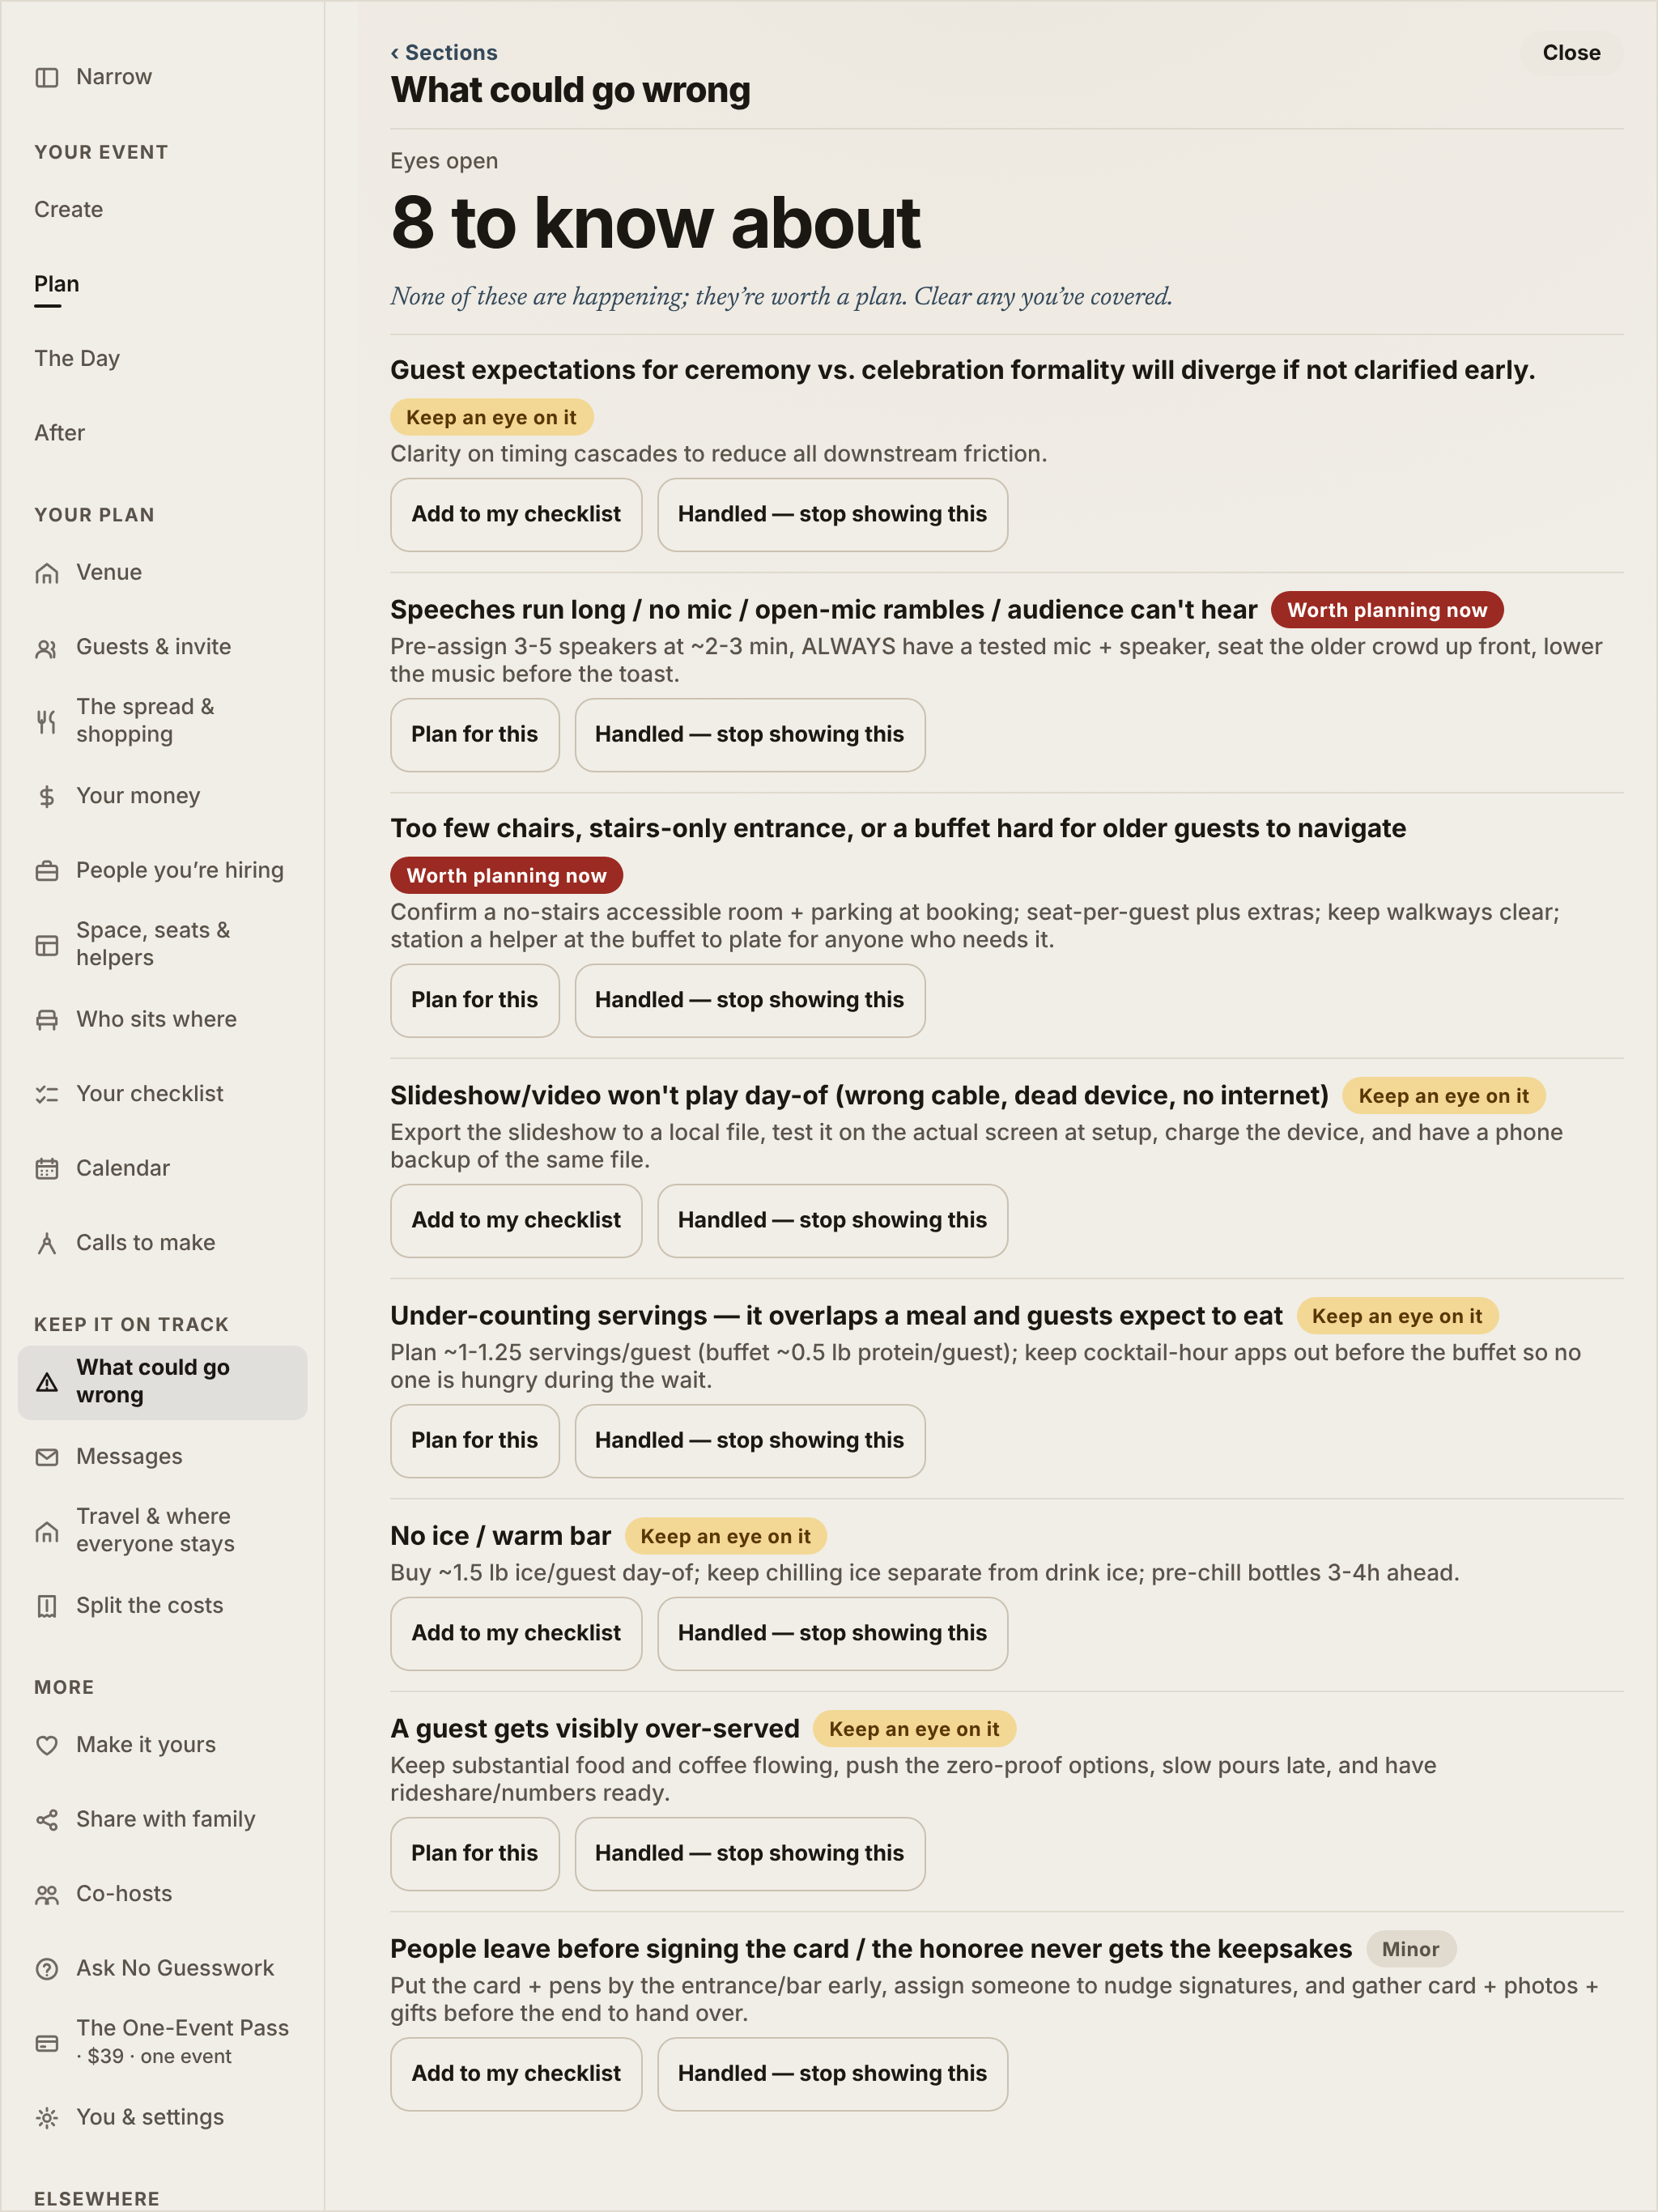 Narrow
YOUR EVENT
Create
Plan
The Day
After
YOUR PLAN
Venue
Guests & invite
The spread &
shopping
Your money
People you’re hiring
Space, seats &
helpers
Who sits where
Your checklist
Calendar
Calls to make
KEEP IT ON TRACK
What could go
wrong
Messages
Travel & where
everyone stays
Split the costs
MORE
Make it yours
Share with family
Co-hosts
Ask No Guesswork
The One-Event Pass
· $39 · one event
You & settings
ELSEWHERE
‹ Sections
Close
What could go wrong
Eyes open
8 to know about
None of these are happening; they’re worth a plan. Clear any you’ve covered.
Guest expectations for ceremony vs. celebration formality will diverge if not clarified early.
Keep an eye on it
Clarity on timing cascades to reduce all downstream friction.
Add to my checklist
Handled — stop showing this
Speeches run long / no mic / open-mic rambles / audience can't hear
Worth planning now
Pre-assign 3-5 speakers at ~2-3 min, ALWAYS have a tested mic + speaker, seat the older crowd up front, lower
the music before the toast.
Plan for this
Handled — stop showing this
Too few chairs, stairs-only entrance, or a buffet hard for older guests to navigate
Worth planning now
Confirm a no-stairs accessible room + parking at booking; seat-per-guest plus extras; keep walkways clear;
station a helper at the buffet to plate for anyone who needs it.
Plan for this
Handled — stop showing this
Slideshow/video won't play day-of (wrong cable, dead device, no internet)
Keep an eye on it
Export the slideshow to a local file, test it on the actual screen at setup, charge the device, and have a phone
backup of the same file.
Add to my checklist
Handled — stop showing this
Under-counting servings — it overlaps a meal and guests expect to eat
Keep an eye on it
Plan ~1-1.25 servings/guest (buffet ~0.5 lb protein/guest); keep cocktail-hour apps out before the buffet so no
one is hungry during the wait.
Plan for this
Handled — stop showing this
No ice / warm bar
Keep an eye on it
Buy ~1.5 lb ice/guest day-of; keep chilling ice separate from drink ice; pre-chill bottles 3-4h ahead.
Add to my checklist
Handled — stop showing this
A guest gets visibly over-served
Keep an eye on it
Keep substantial food and coffee flowing, push the zero-proof options, slow pours late, and have
rideshare/numbers ready.
Plan for this
Handled — stop showing this
People leave before signing the card / the honoree never gets the keepsakes
Minor
Put the card + pens by the entrance/bar early, assign someone to nudge signatures, and gather card + photos +
gifts before the end to hand over.
Add to my checklist
Handled — stop showing this